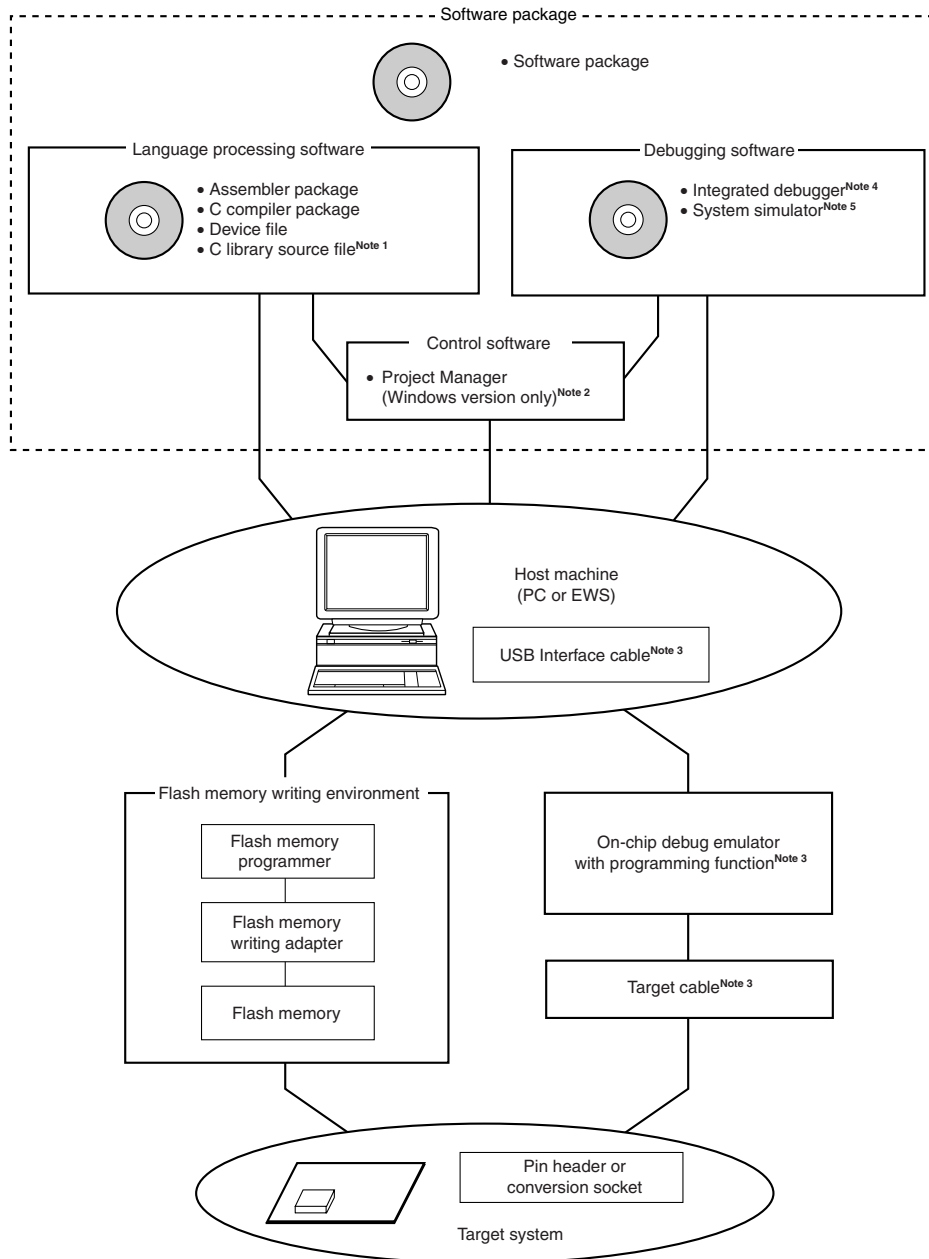 Software package
• Software package
Language processing software
• Assembler package
• C compiler package
• Device file
• C library source fileNote 1
Debugging software
• Integrated debuggerNote 4
• System simulatorNote 5
Control software
• Project Manager
(Windows version only)Note 2
Host machine
(PC or EWS)
USB Interface cableNote 3
Flash memory writing environment
Flash memory
programmer
Flash memory
writing adapter
Flash memory
On-chip debug emulator
with programming functionNote 3
Target cableNote 3
Pin header or
conversion socket
Target system